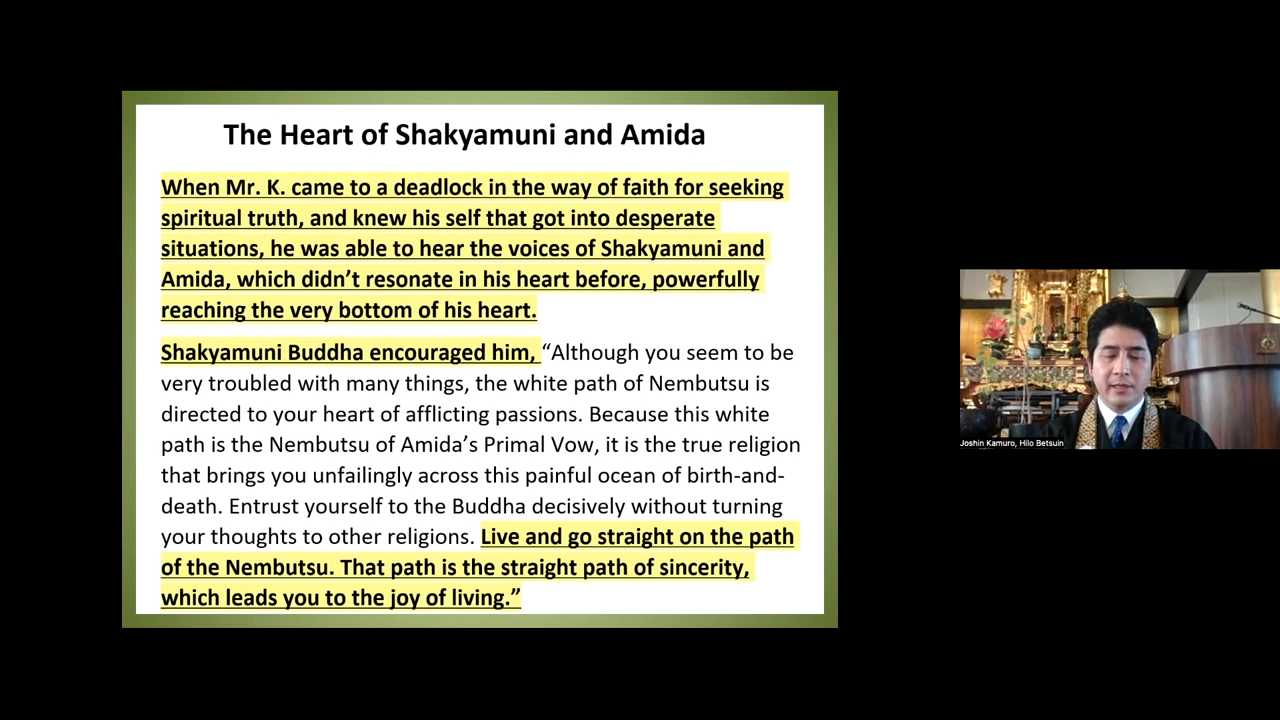 The Heart of Shakyamuni and Amida
When Mr. K. came to a deadlock in the way of faith for seeking
spiritual truth, and knew his self that got into desperate
situations, he was able to hear the voices of Shakyamuni and
Amida, which didn’t resonate in his heart before, powerfully
reaching the very bottom of his heart.
Shakyamuni Buddha encouraged him, “Although you seem to be
very troubled with many things, the white path of Nembutsu is
directed to your heart of afflicting passions. Because this white
path is the Nembutsu of Amida’s Primal Vow, it is the true religion
that brings you unfailingly across this painful ocean of birth-and-
death. Entrust yourself to the Buddha decisively without turning
your thoughts to other religions. Live and go straight on the path
of the Nembutsu. That path is the straight path of sincerity,
which leads you to the joy of living.”
Joshin Kamuro, Hilo Betsuin